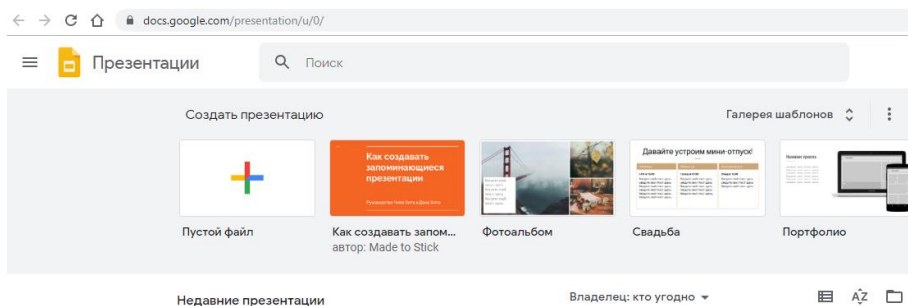 docs.google.com/presentation/u/0/
Презентации
Поиск
Создать презентацию
Галерея шаблонов
Как создавать
запоминающиеся
презентации
Давайте устроим мини-отпуск!
Пустой файл
Как создавать запом...
автор: Made to Stick
Фотоальбом
Свадьба
Портфолио
Недавние презентации
Владелец: кто угодно
AZ